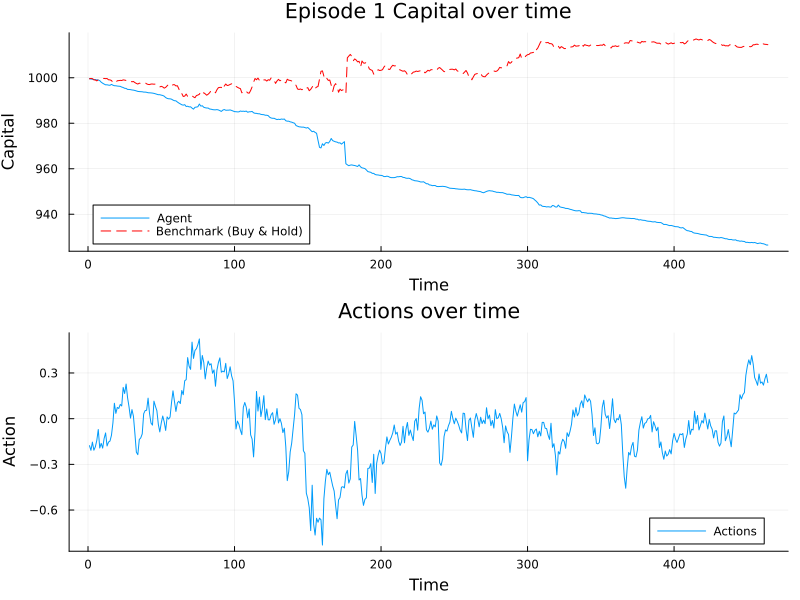 Episode 1 Capital over time
Capital
1000
980
960
940
Agent
Benchmark (Buy & Hold)
0
100
200
300
400
Time
Actions over time
Action
0.3
0.0
−0.3
−0.6
Actions
0
100
200
300
400
Time